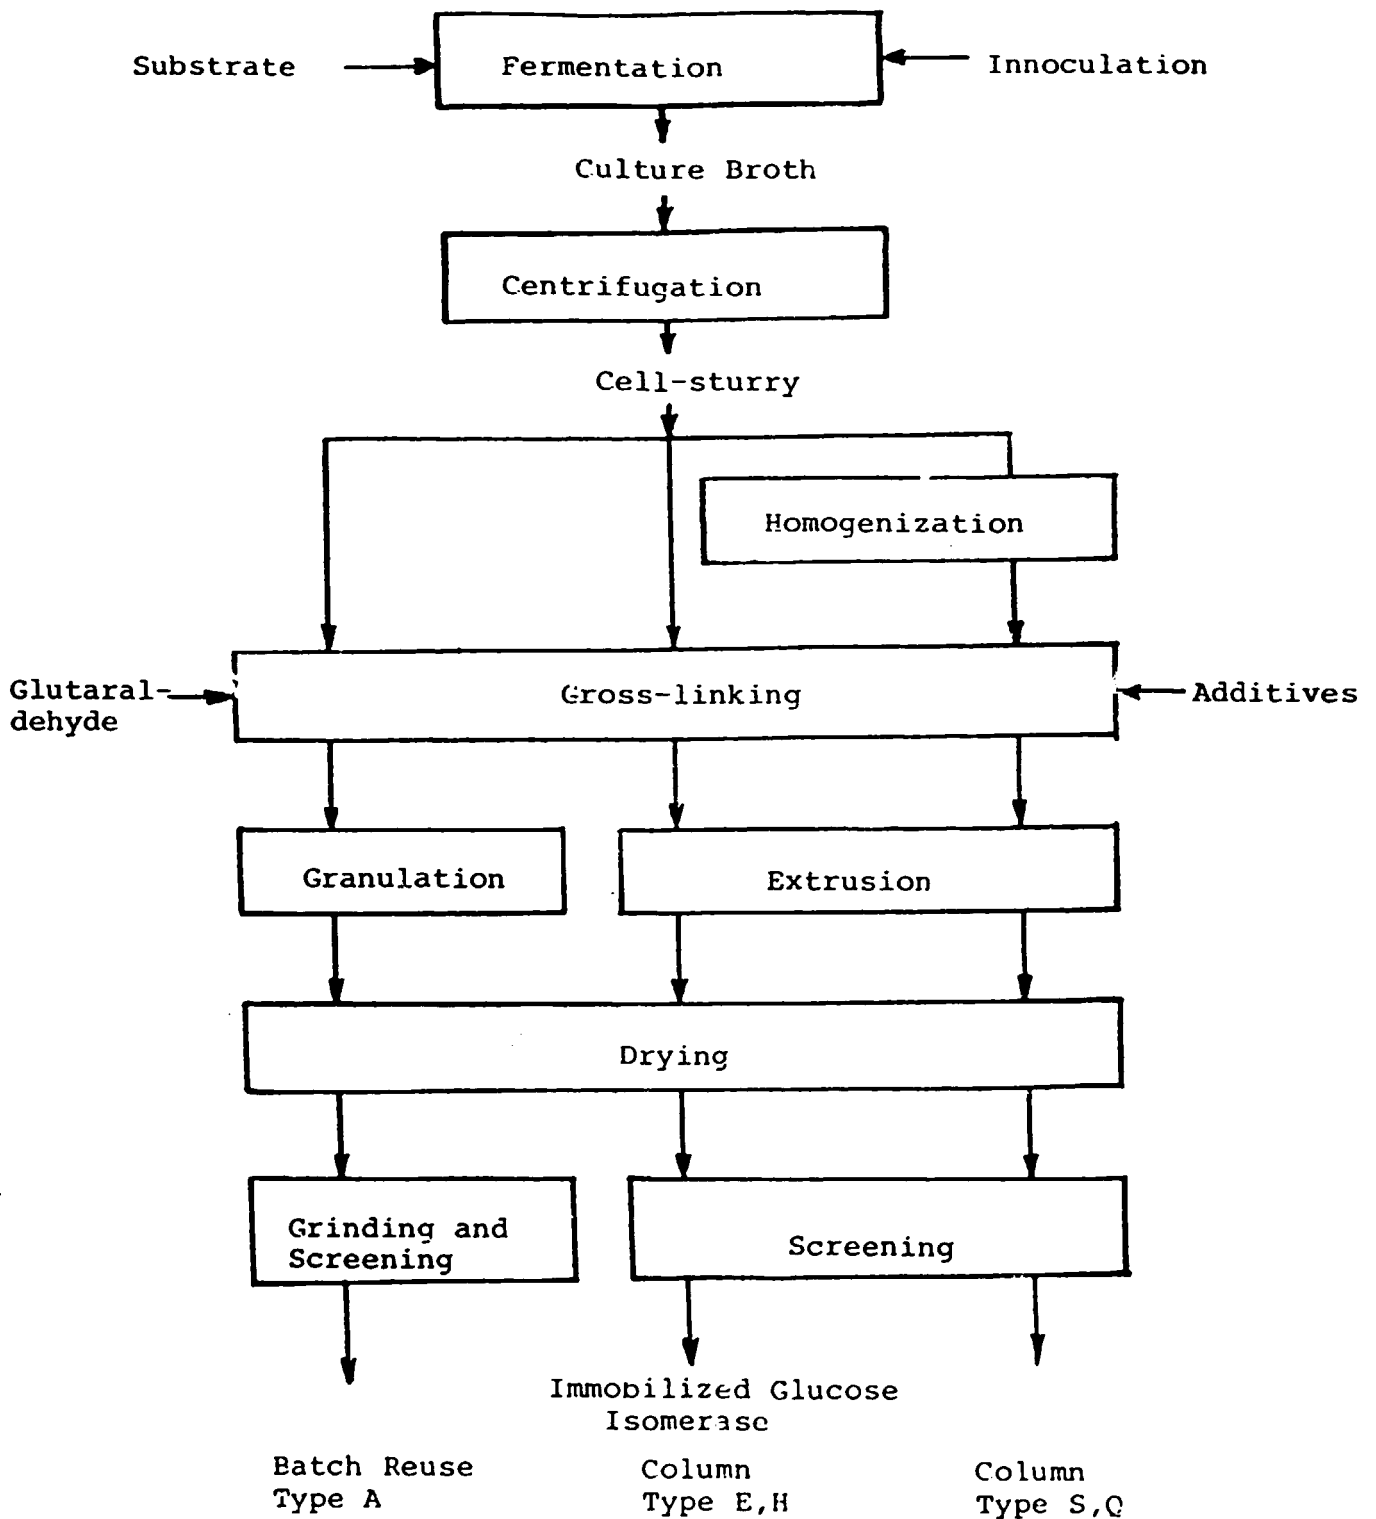 Substrate
Fermentation
Innoculation
Culture Broth
Centrifugation
Cell-sturry
Homogenization
Glutaral-
dehyde
Gross-linking
Additives
Granulation
Extrusion
Drying
Grinding and
Screening
Screening
Immobilized Glucose
Isomerase
Batch Reuse
Type A
Column
Type E,H
Column
Type S,Q